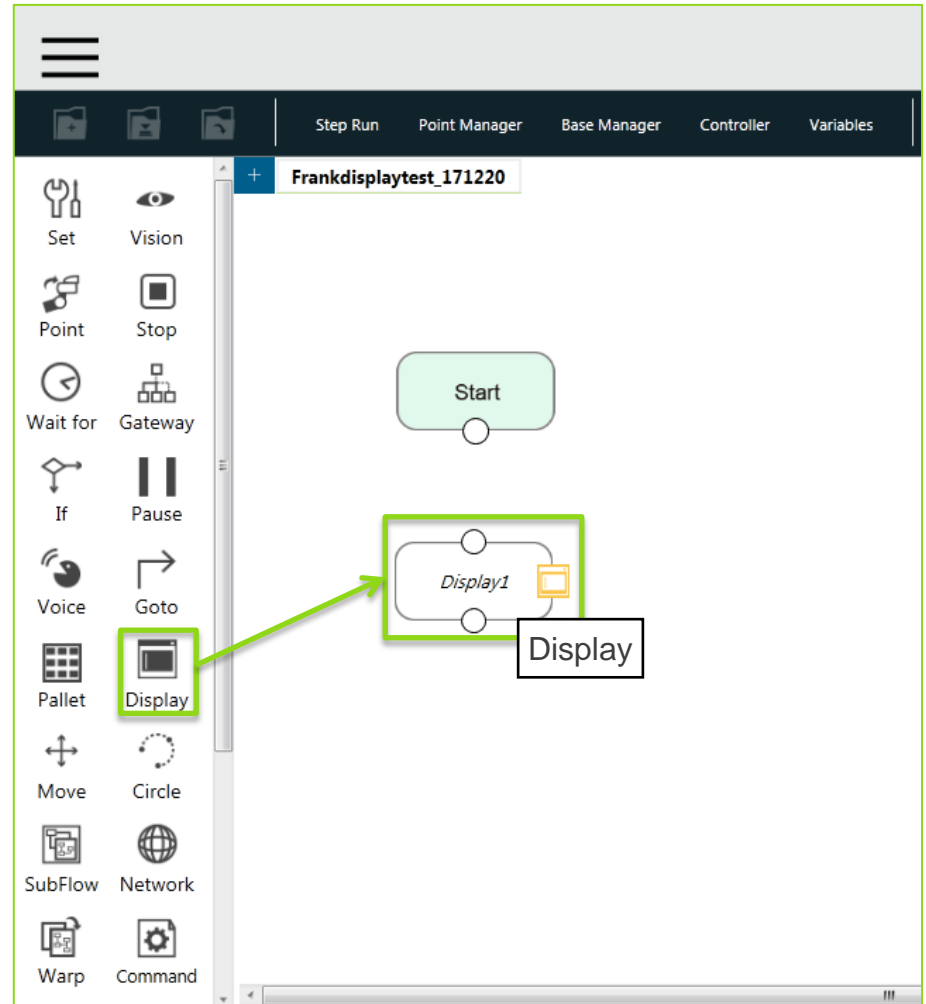 Step Run Point Manager Base Manager Controller Variables
+ Frankdisplaytest_171220
Set Vision
Point Stop
Wait for Gateway
If Pause
Voice Goto
Pallet Display
Move Circle
SubFlow Network
Warp Command
Start
Display1
Display